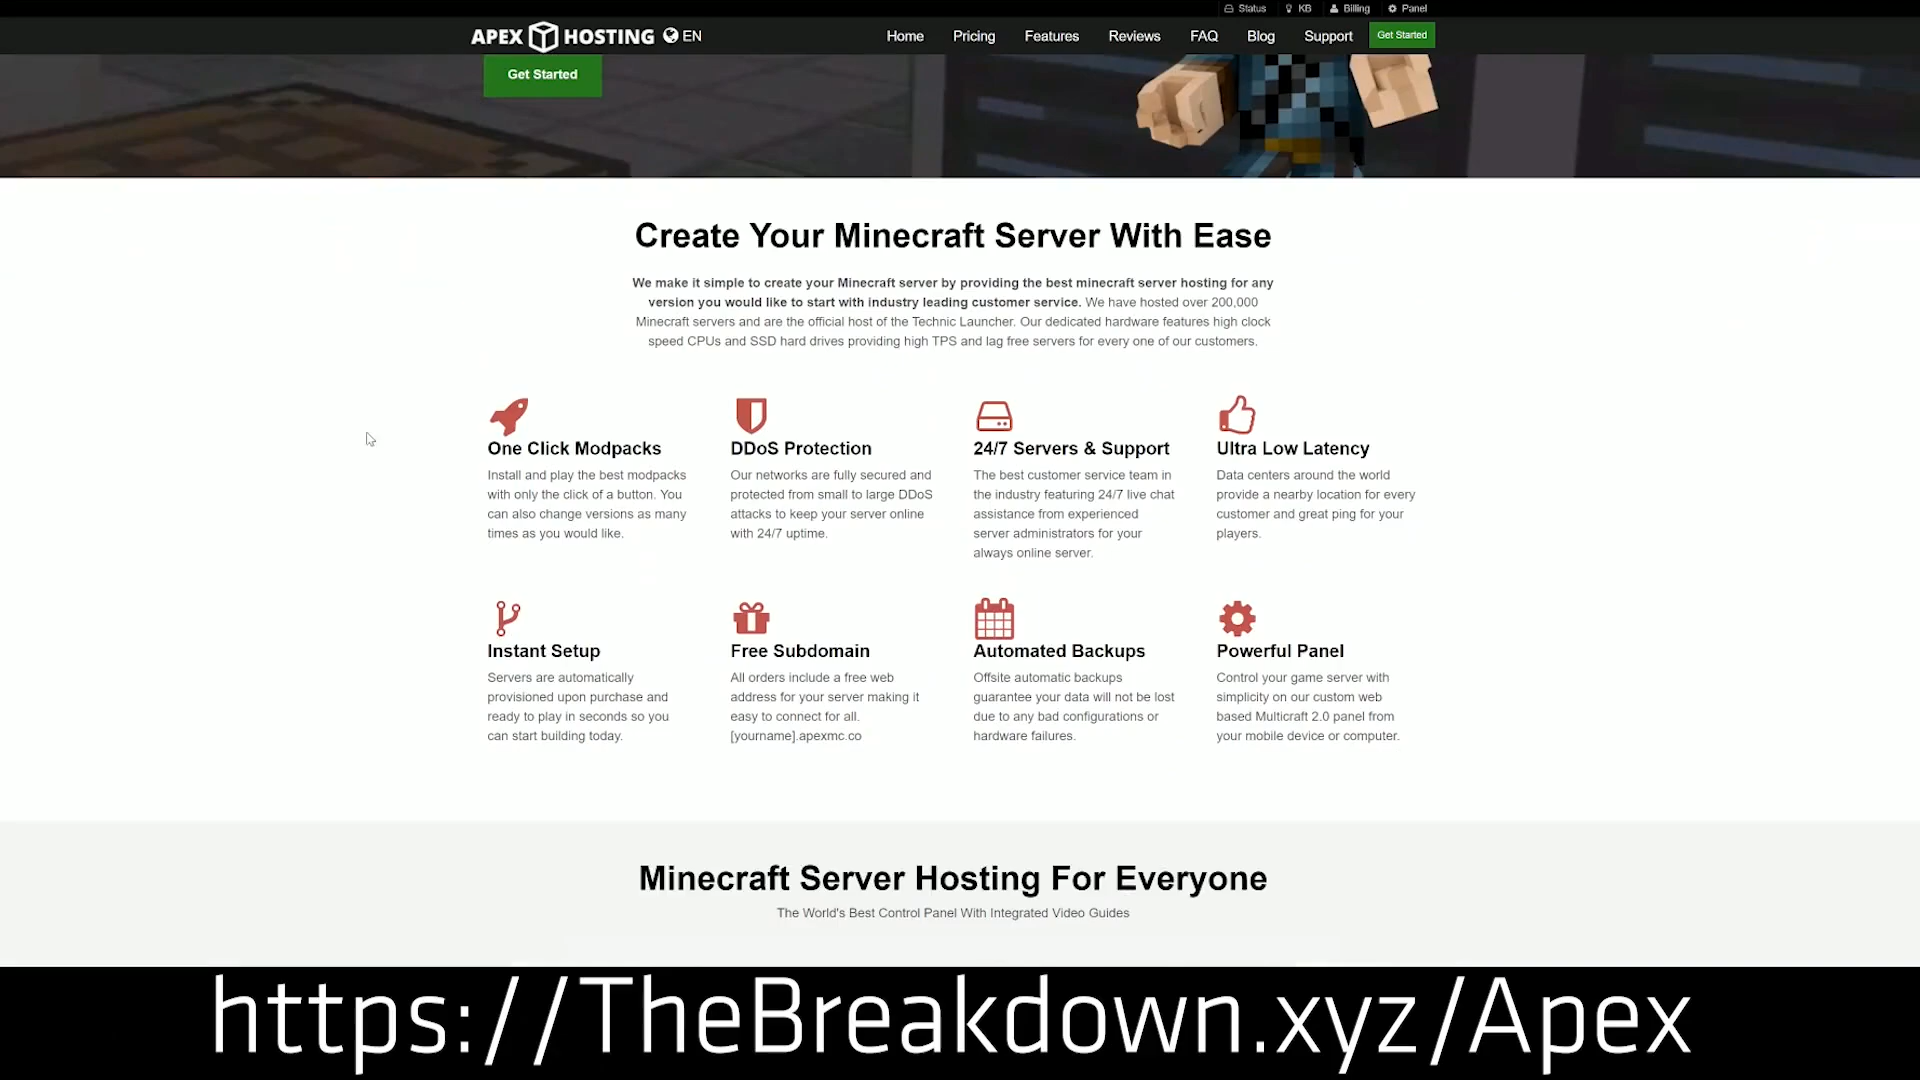 Status KB Billing Panel
APEX HOSTING EN Home Pricing Features Reviews FAQ Blog Support Get Started
Get Started
Create Your Minecraft Server With Ease
We make it simple to create your Minecraft server by providing the best minecraft server hosting for any
version you would like to start with industry leading customer service. We have hosted over 200,000
Minecraft servers and are the official host of the Technic Launcher. Our dedicated hardware features high clock
speed CPUs and SSD hard drives providing high TPS and lag free servers for every one of our customers.
One Click Modpacks
Install and play the best modpacks
with only the click of a button. You
can also change versions as many
times as you would like.
DDoS Protection
Our networks are fully secured and
protected from small to large DDoS
attacks to keep your server online
with 24/7 uptime.
24/7 Servers & Support
The best customer service team in
the industry featuring 24/7 live chat
assistance from experienced
server administrators for your
always online server.
Ultra Low Latency
Data centers around the world
provide a nearby location for every
customer and great ping for your
players.
Instant Setup
Servers are automatically
provisioned upon purchase and
ready to play in seconds so you
can start building today.
Free Subdomain
All orders include a free web
address for your server making it
easy to connect for all.
[yourname].apexmc.co
Automated Backups
Offsite automatic backups
guarantee your data will not be lost
due to any bad configurations or
hardware failures.
Powerful Panel
Control your game server with
simplicity on our custom web
based Multicraft 2.0 panel from
your mobile device or computer.
Minecraft Server Hosting For Everyone
The World's Best Control Panel With Integrated Video Guides
https://TheBreakdown.xyz/Apex